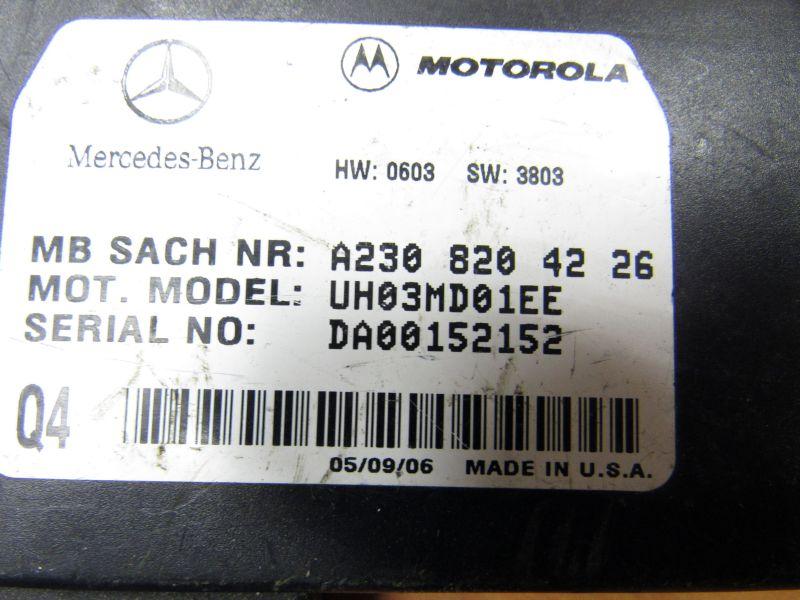 MOTOROLA
Mercedes-Benz
HW: 0603 SW: 3803
MB SACH NR: A230 820 42 26
MOT. MODEL: UH03MD01EE
SERIAL NO: DA00152152
Q4
05/09/06 MADE IN U.S.A.